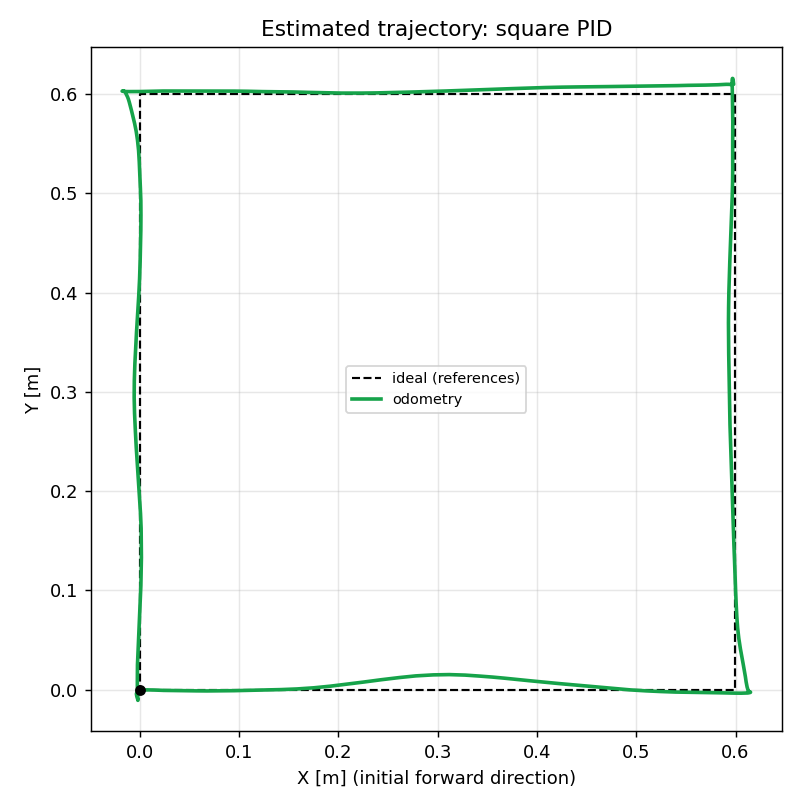 Estimated trajectory: square PID
Y [m]
0.6
0.5
0.4
0.3
0.2
0.1
0.0
ideal (references)
odometry
0.0 0.1 0.2 0.3 0.4 0.5 0.6
X [m] (initial forward direction)